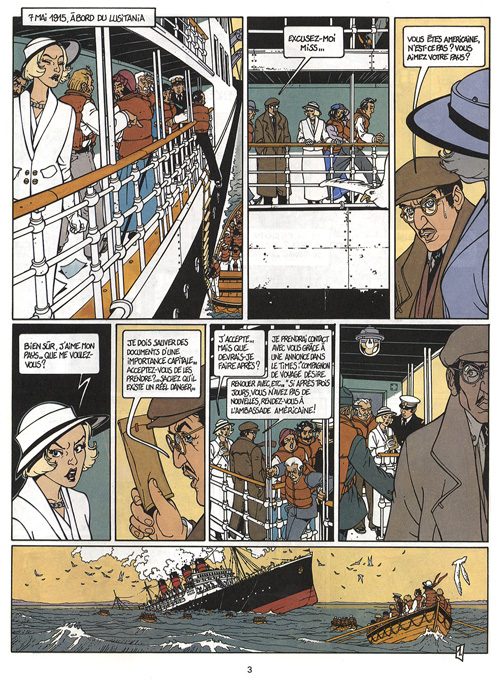 7 MAI 1915, À BORD DU LUSITANIA
EXCUSEZ-MOI
MISS...
VOUS ÊTES AMÉRICAINE,
N'EST-CE PAS ? VOUS
AIMEZ VOTRE PAYS ?
BIEN SÛR, J'AIME MON
PAYS... QUE ME VOULEZ-
VOUS ?
JE DOIS SAUVER DES
DOCUMENTS D'UNE
IMPORTANCE CAPITALE...
ACCEPTEZ-VOUS DE LES
PRENDRE ?... SACHEZ QU'IL
EXISTE UN RÉEL DANGER...
J'ACCEPTE...
MAIS QUE
DEVRAIS-JE
FAIRE APRÈS ?
JE PRENDRAI CONTACT
AVEC VOUS GRÂCE À
UNE ANNONCE DANS
LE TIMES: "COMPAGNON
DE VOYAGE DÉSIRE
RENOUER AVEC, ETC..." SI APRÈS TROIS
JOURS, VOUS N'AVEZ PAS DE
NOUVELLES, RENDEZ-VOUS À
L'AMBASSADE AMÉRICAINE !
3